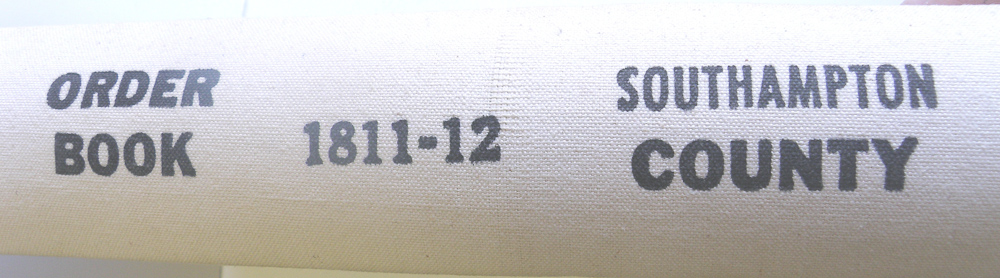 ORDER
BOOK
1811-12
SOUTHAMPTON
COUNTY